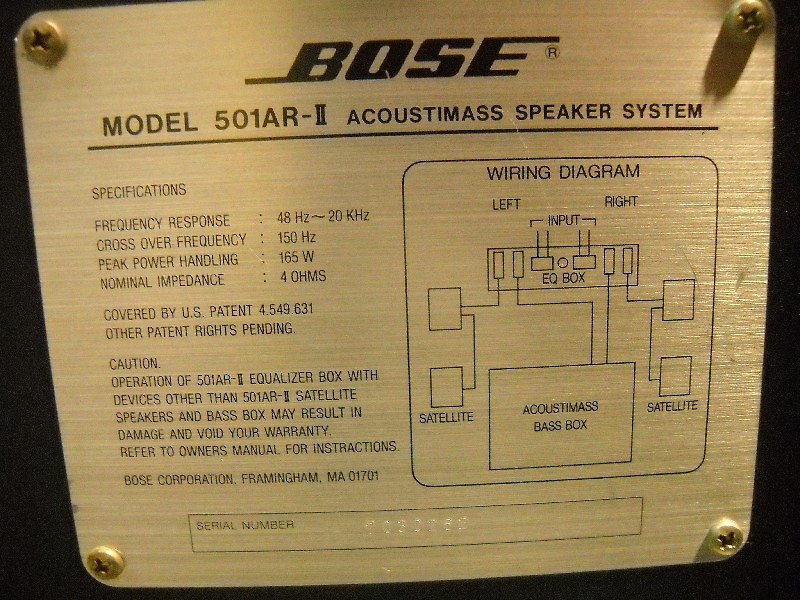 BOSE®
MODEL 501AR-II ACOUSTIMASS SPEAKER SYSTEM
SPECIFICATIONS
FREQUENCY RESPONSE : 48 Hz~20 KHz
CROSS OVER FREQUENCY : 150 Hz
PEAK POWER HANDLING : 165 W
NOMINAL IMPEDANCE : 4 OHMS
COVERED BY U.S. PATENT 4.549.631
OTHER PATENT RIGHTS PENDING.
CAUTION.
OPERATION OF 501AR-II EQUALIZER BOX WITH
DEVICES OTHER THAN 501AR-II SATELLITE
SPEAKERS AND BASS BOX MAY RESULT IN
DAMAGE AND VOID YOUR WARRANTY.
REFER TO OWNERS MANUAL FOR INSTRUCTIONS.
BOSE CORPORATION, FRAMINGHAM, MA 01701
WIRING DIAGRAM
LEFT RIGHT
INPUT
EQ BOX
SATELLITE SATELLITE
ACOUSTIMASS
BASS BOX
SERIAL NUMBER